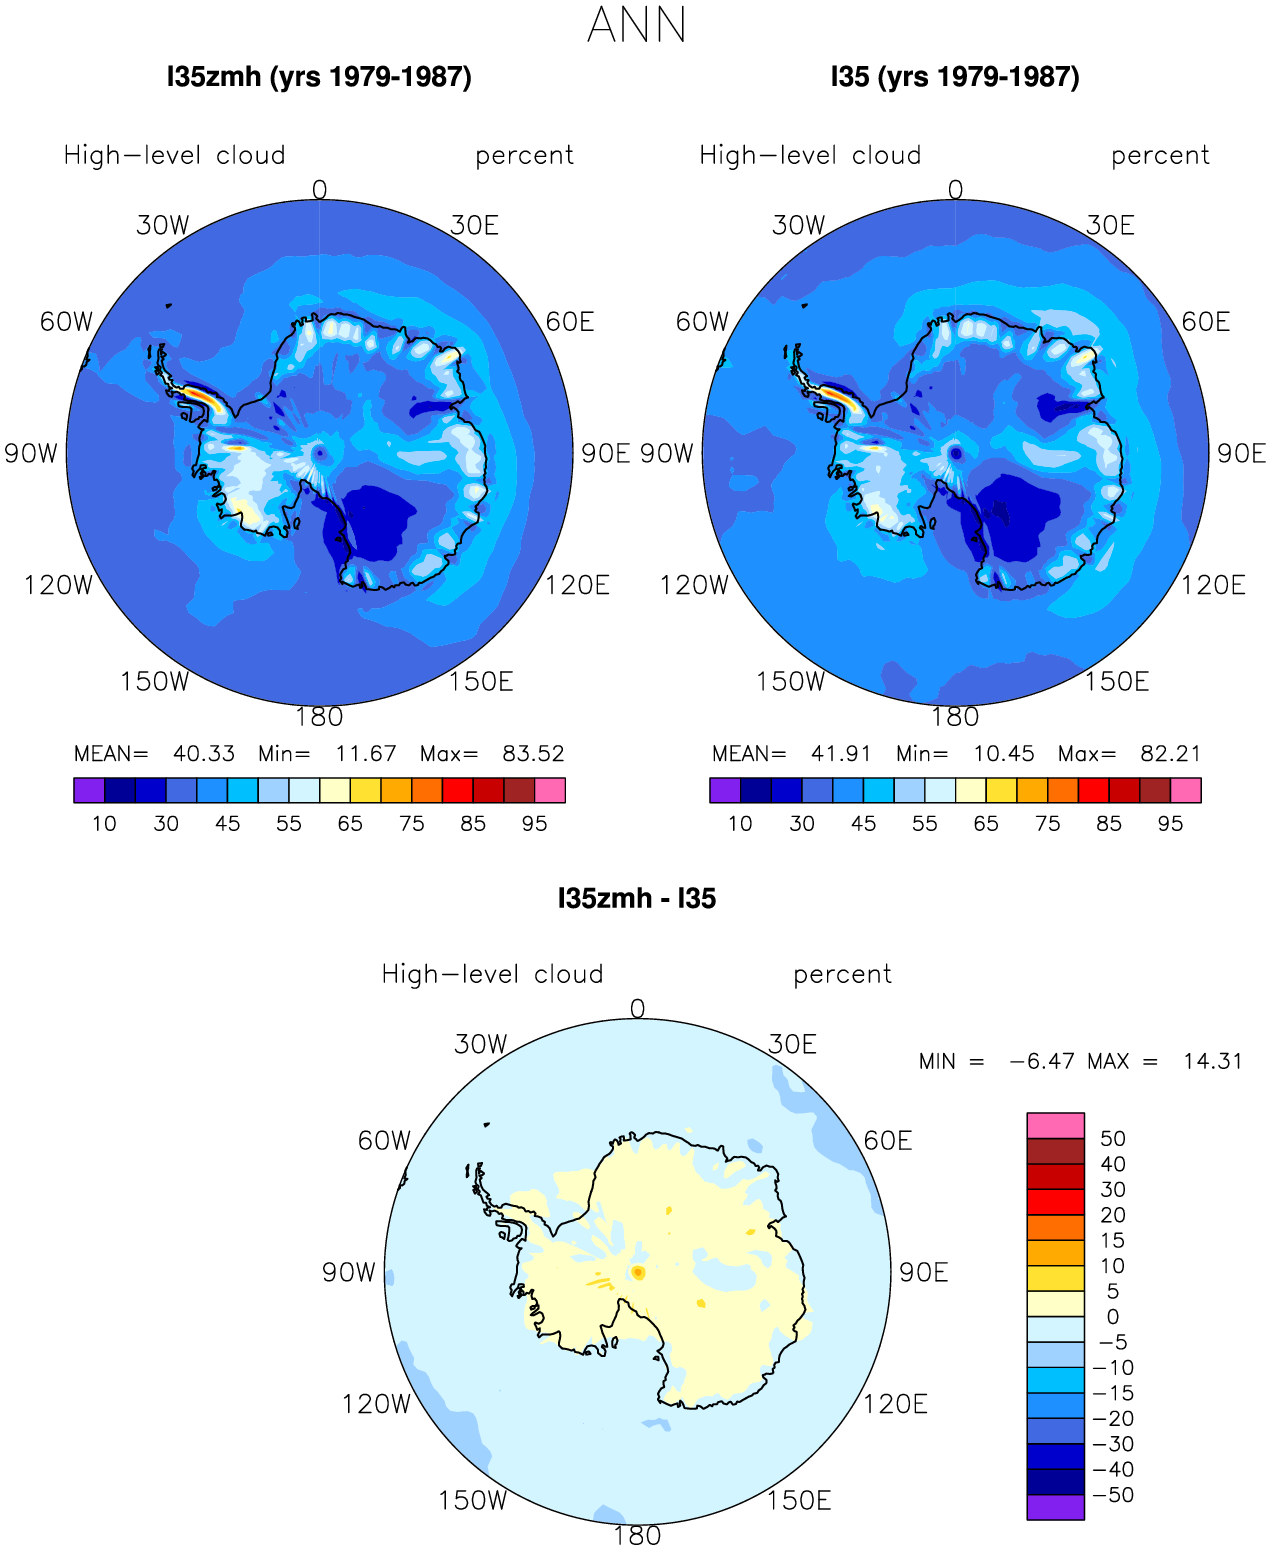 ANN
I35zmh (yrs 1979-1987)
I35 (yrs 1979-1987)
High-level cloud percent
High-level cloud percent
0
30W 30E
60W 60E
90W 90E
120W 120E
150W 150E
180
0
30W 30E
60W 60E
90W 90E
120W 120E
150W 150E
180
MEAN= 40.33 Min= 11.67 Max= 83.52
10 30 45 55 65 75 85 95
MEAN= 41.91 Min= 10.45 Max= 82.21
10 30 45 55 65 75 85 95
I35zmh - I35
High-level cloud percent
0
30W 30E
60W 60E
90W 90E
120W 120E
150W 150E
180
MIN = -6.47 MAX = 14.31
50
40
30
20
15
10
5
0
-5
-10
-15
-20
-30
-40
-50